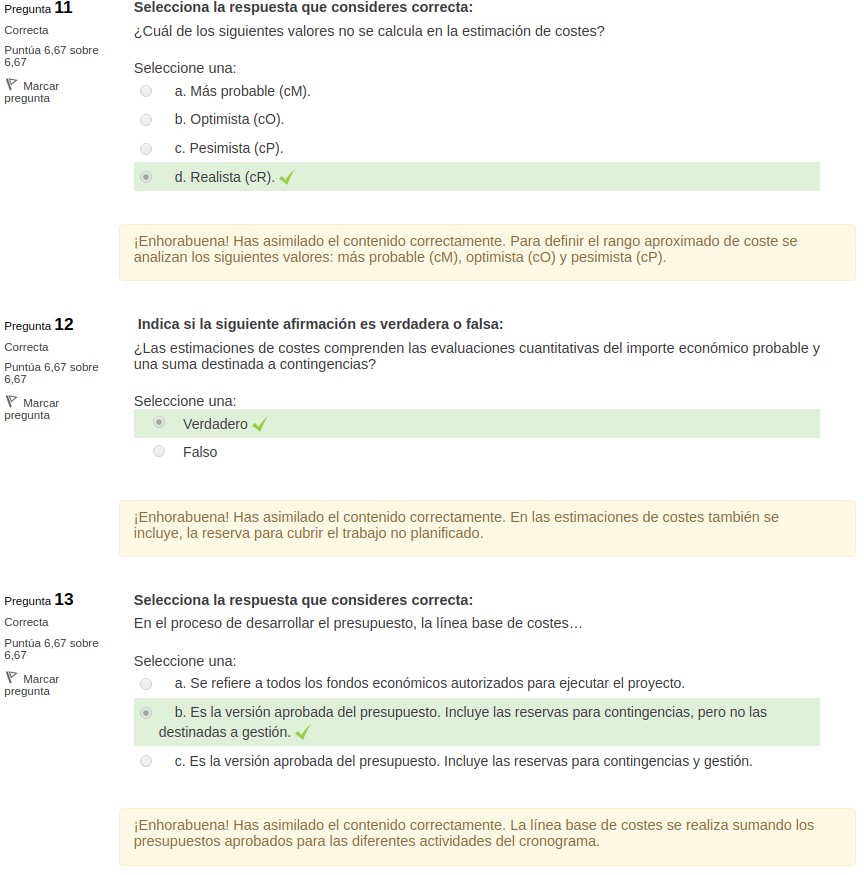 Pregunta 11
Correcta
Puntúa 6,67 sobre
6,67
Marcar
pregunta
Selecciona la respuesta que consideres correcta:
¿Cuál de los siguientes valores no se calcula en la estimación de costes?
Seleccione una:
a. Más probable (cM).
b. Optimista (cO).
c. Pesimista (cP).
d. Realista (cR).
¡Enhorabuena! Has asimilado el contenido correctamente. Para definir el rango aproximado de coste se
analizan los siguientes valores: más probable (cM), optimista (cO) y pesimista (cP).
Pregunta 12
Correcta
Puntúa 6,67 sobre
6,67
Marcar
pregunta
Indica si la siguiente afirmación es verdadera o falsa:
¿Las estimaciones de costes comprenden las evaluaciones cuantitativas del importe económico probable y
una suma destinada a contingencias?
Seleccione una:
Verdadero
Falso
¡Enhorabuena! Has asimilado el contenido correctamente. En las estimaciones de costes también se
incluye, la reserva para cubrir el trabajo no planificado.
Pregunta 13
Correcta
Puntúa 6,67 sobre
6,67
Marcar
pregunta
Selecciona la respuesta que consideres correcta:
En el proceso de desarrollar el presupuesto, la línea base de costes…
Seleccione una:
a. Se refiere a todos los fondos económicos autorizados para ejecutar el proyecto.
b. Es la versión aprobada del presupuesto. Incluye las reservas para contingencias, pero no las
destinadas a gestión.
c. Es la versión aprobada del presupuesto. Incluye las reservas para contingencias y gestión.
¡Enhorabuena! Has asimilado el contenido correctamente. La línea base de costes se realiza sumando los
presupuestos aprobados para las diferentes actividades del cronograma.